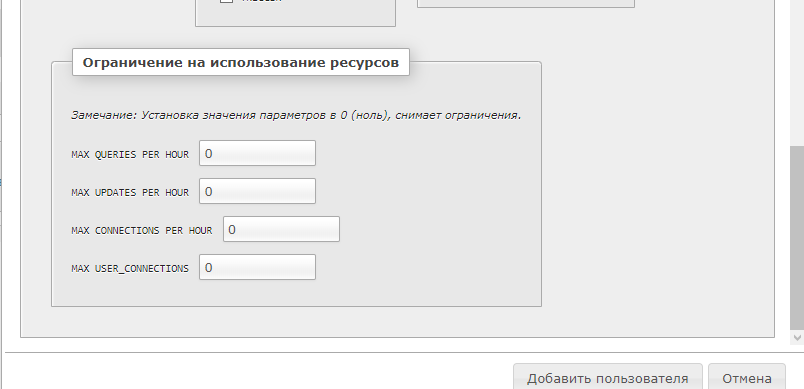 Ограничение на использование ресурсов
Замечание: Установка значения параметров в 0 (ноль), снимает ограничения.
MAX QUERIES PER HOUR 0
MAX UPDATES PER HOUR 0
MAX CONNECTIONS PER HOUR 0
MAX USER_CONNECTIONS 0
Добавить пользователя Отмена